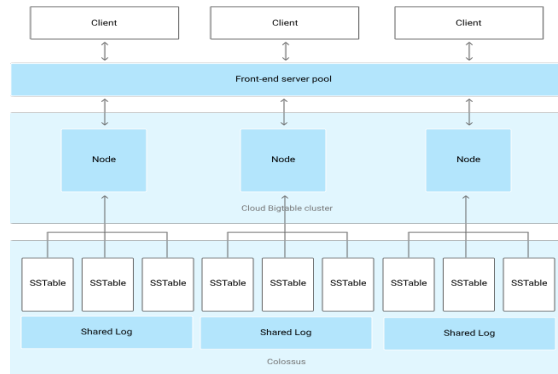 Client
Client
Client
Front-end server pool
Node
Node
Node
Cloud Bigtable cluster
SSTable
SSTable
SSTable
SSTable
SSTable
SSTable
SSTable
SSTable
SSTable
Shared Log
Shared Log
Shared Log
Colossus